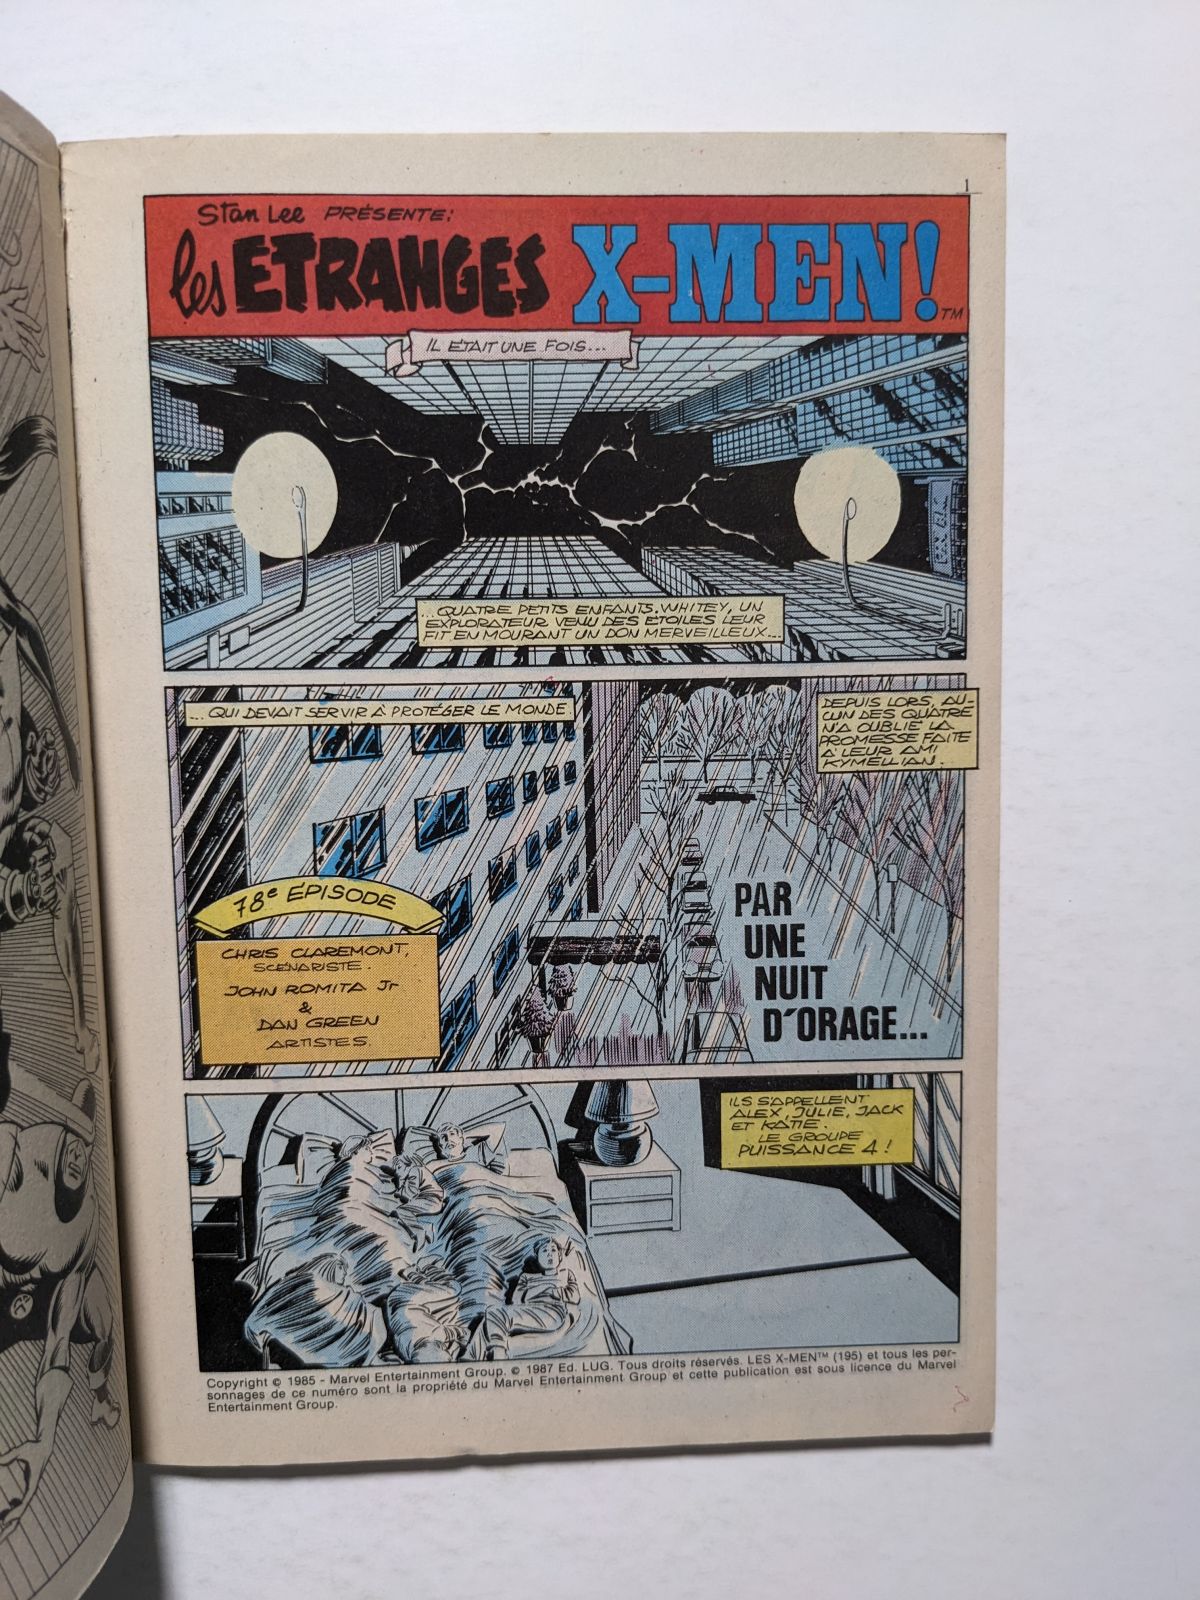 1
Stan Lee PRÉSENTE:
les ETRANGES X-MEN!
TM
IL ETAIT UNE FOIS...
...QUATRE PETITS ENFANTS. WHITEY, UN
EXPLORATEUR VENU DES ETOILES LEUR
FIT EN MOURANT UN DON MERVEILLEUX...
... QUI DEVAIT SERVIR À PROTÉGER LE MONDE.
DEPUIS LORS, AU-
CUN DES QUATRE
N'A OUBLIÉ LA
PROMESSE FAITE
A LEUR AMI
KYMELLIAN.
78e ÉPISODE
CHRIS CLAREMONT,
SCENARISTE.
JOHN ROMITA Jr
&
DAN GREEN
ARTISTES.
PAR
UNE
NUIT
D'ORAGE...
ILS S'APPELLENT
ALEX, JULIE, JACK
ET KATIE.
LE GROUPE
PUISSANCE 4!
Copyright © 1985 - Marvel Entertainment Group. © 1987 Ed. LUG. Tous droits réservés. LES X-MEN™ (195) et tous les per-
sonnages de ce numéro sont la propriété du Marvel Entertainment Group et cette publication est sous licence du Marvel
Entertainment Group.